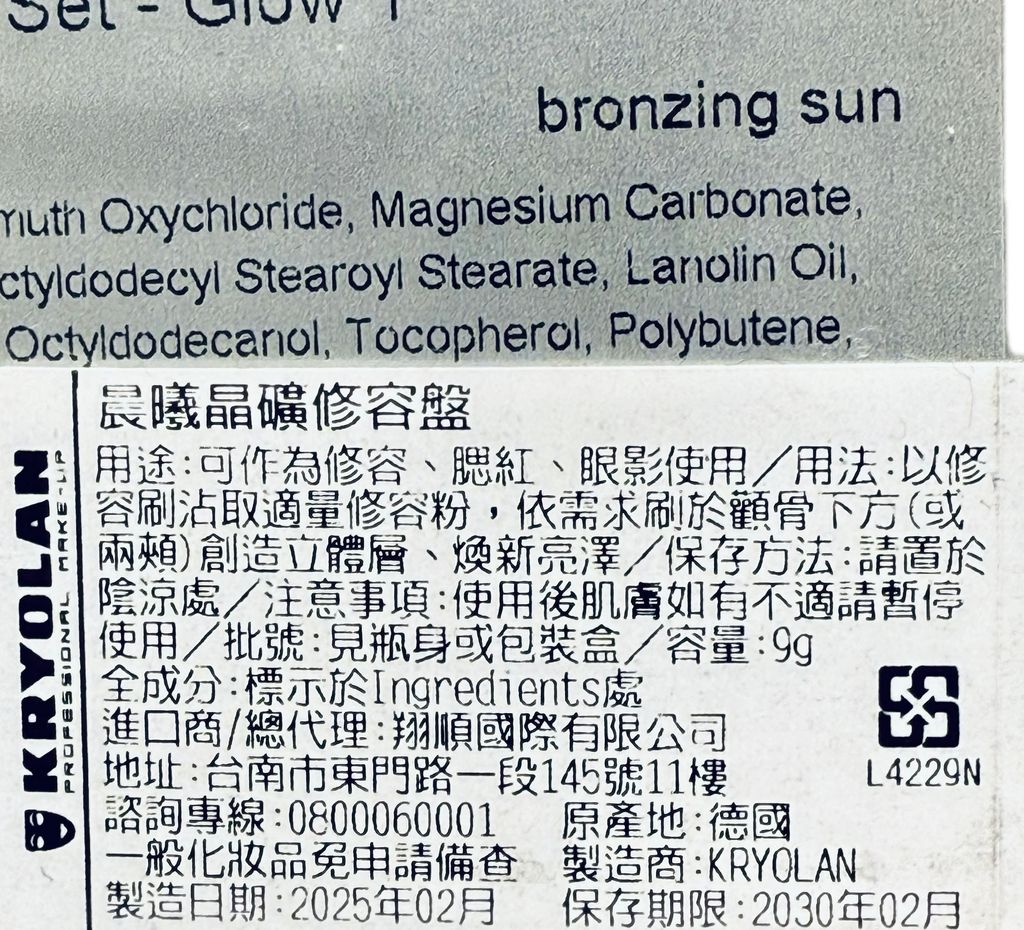 Set - Glow 1
bronzing sun
muth Oxychloride, Magnesium Carbonate,
ctyldodecyl Stearoyl Stearate, Lanolin Oil,
Octyldodecanol, Tocopherol, Polybutene,
晨曦晶礦修容盤
用途:可作為修容、腮紅、眼影使用／用法:以修
容刷沾取適量修容粉，依需求刷於顴骨下方(或
兩頰)創造立體層、煥新亮澤／保存方法:請置於
陰涼處／注意事項:使用後肌膚如有不適請暫停
使用／批號:見瓶身或包裝盒／容量:9g
全成分:標示於Ingredients處
進口商/總代理:翔順國際有限公司
地址:台南市東門路一段145號11樓
諮詢專線:0800060001 原產地:德國
一般化妝品免申請備查 製造商:KRYOLAN
製造日期:2025年02月 保存期限:2030年02月
L4229N
KRYOLAN
PROFESSIONAL MAKE-UP